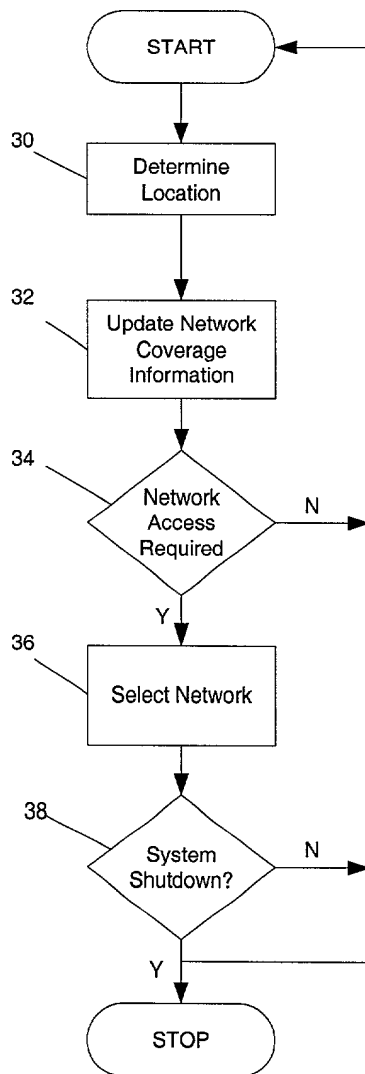 START
30
Determine
Location
32
Update Network
Coverage
Information
34
Network
Access
Required
N
Y
36
Select Network
38
System
Shutdown?
N
Y
STOP